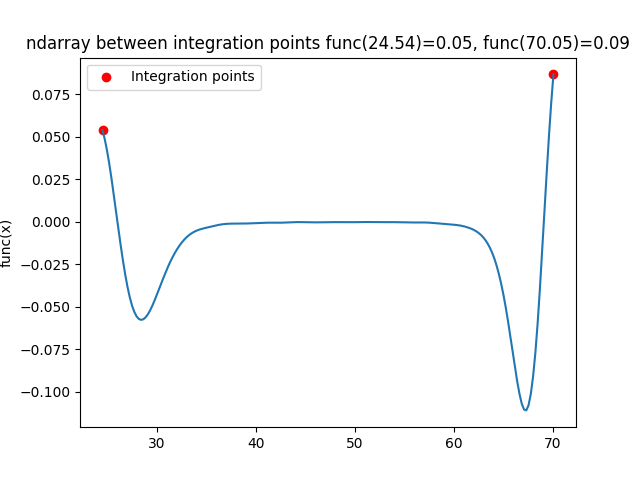 ndarray between integration points func(24.54)=0.05, func(70.05)=0.09
Integration points
0.075
0.050
0.025
0.000
−0.025
−0.050
−0.075
−0.100
func(x)
30 40 50 60 70